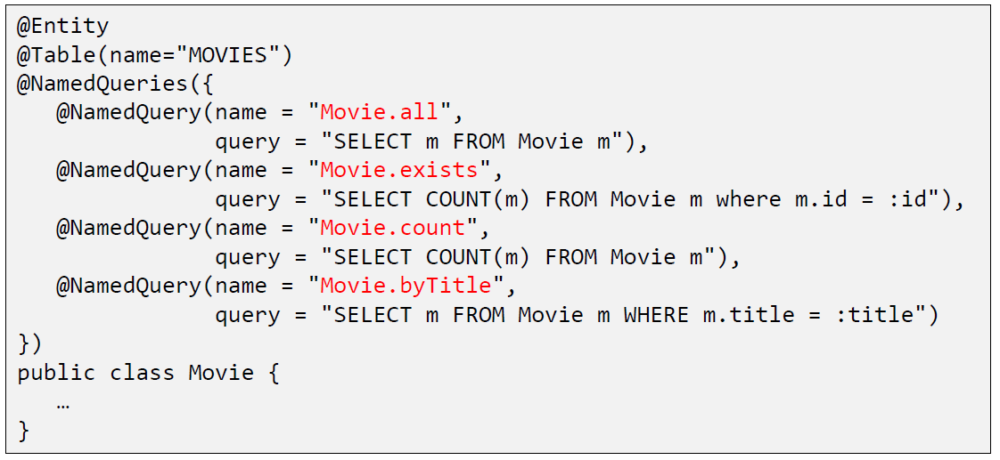 @Entity
@Table(name="MOVIES")
@NamedQueries({
   @NamedQuery(name = "Movie.all",
               query = "SELECT m FROM Movie m"),
   @NamedQuery(name = "Movie.exists",
               query = "SELECT COUNT(m) FROM Movie m where m.id = :id"),
   @NamedQuery(name = "Movie.count",
               query = "SELECT COUNT(m) FROM Movie m"),
   @NamedQuery(name = "Movie.byTitle",
               query = "SELECT m FROM Movie m WHERE m.title = :title")
})
public class Movie {
   …
}